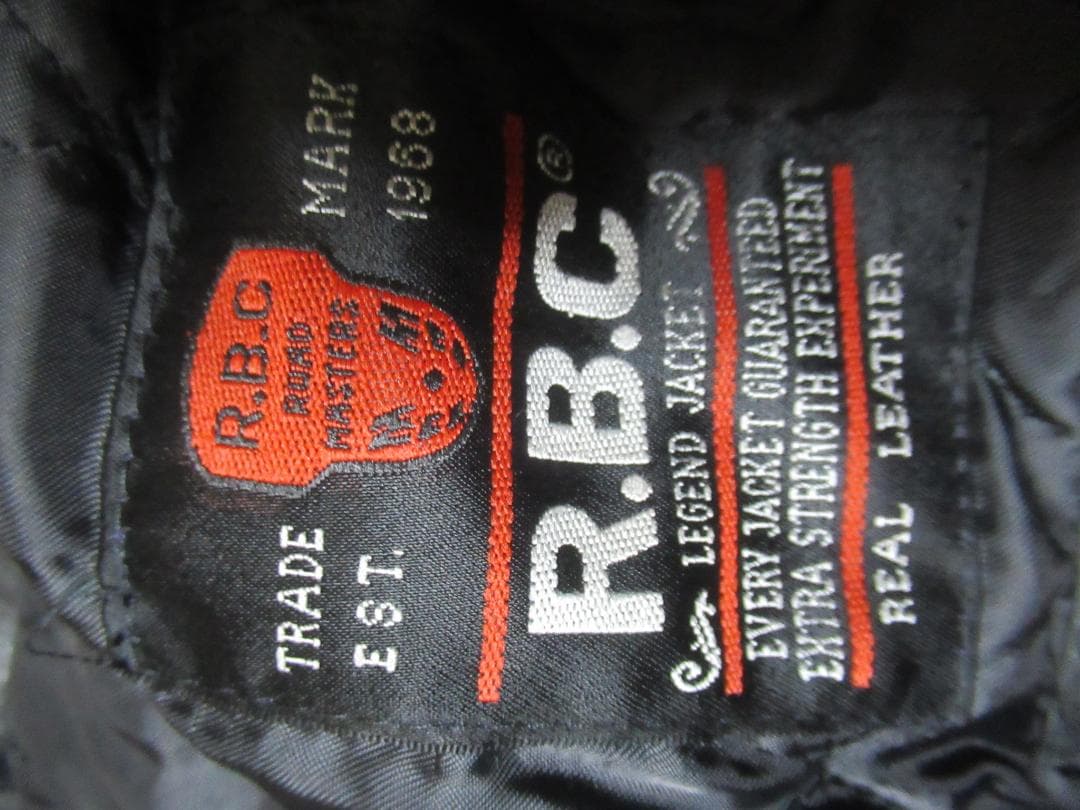 TRADE MARK
EST. 1968
R.B.C
ROAD
MASTERS
R.B.C®
LEGEND JACKET
EVERY JACKET GUARANTEED
EXTRA STRENGTH EXPERIMENT
REAL LEATHER